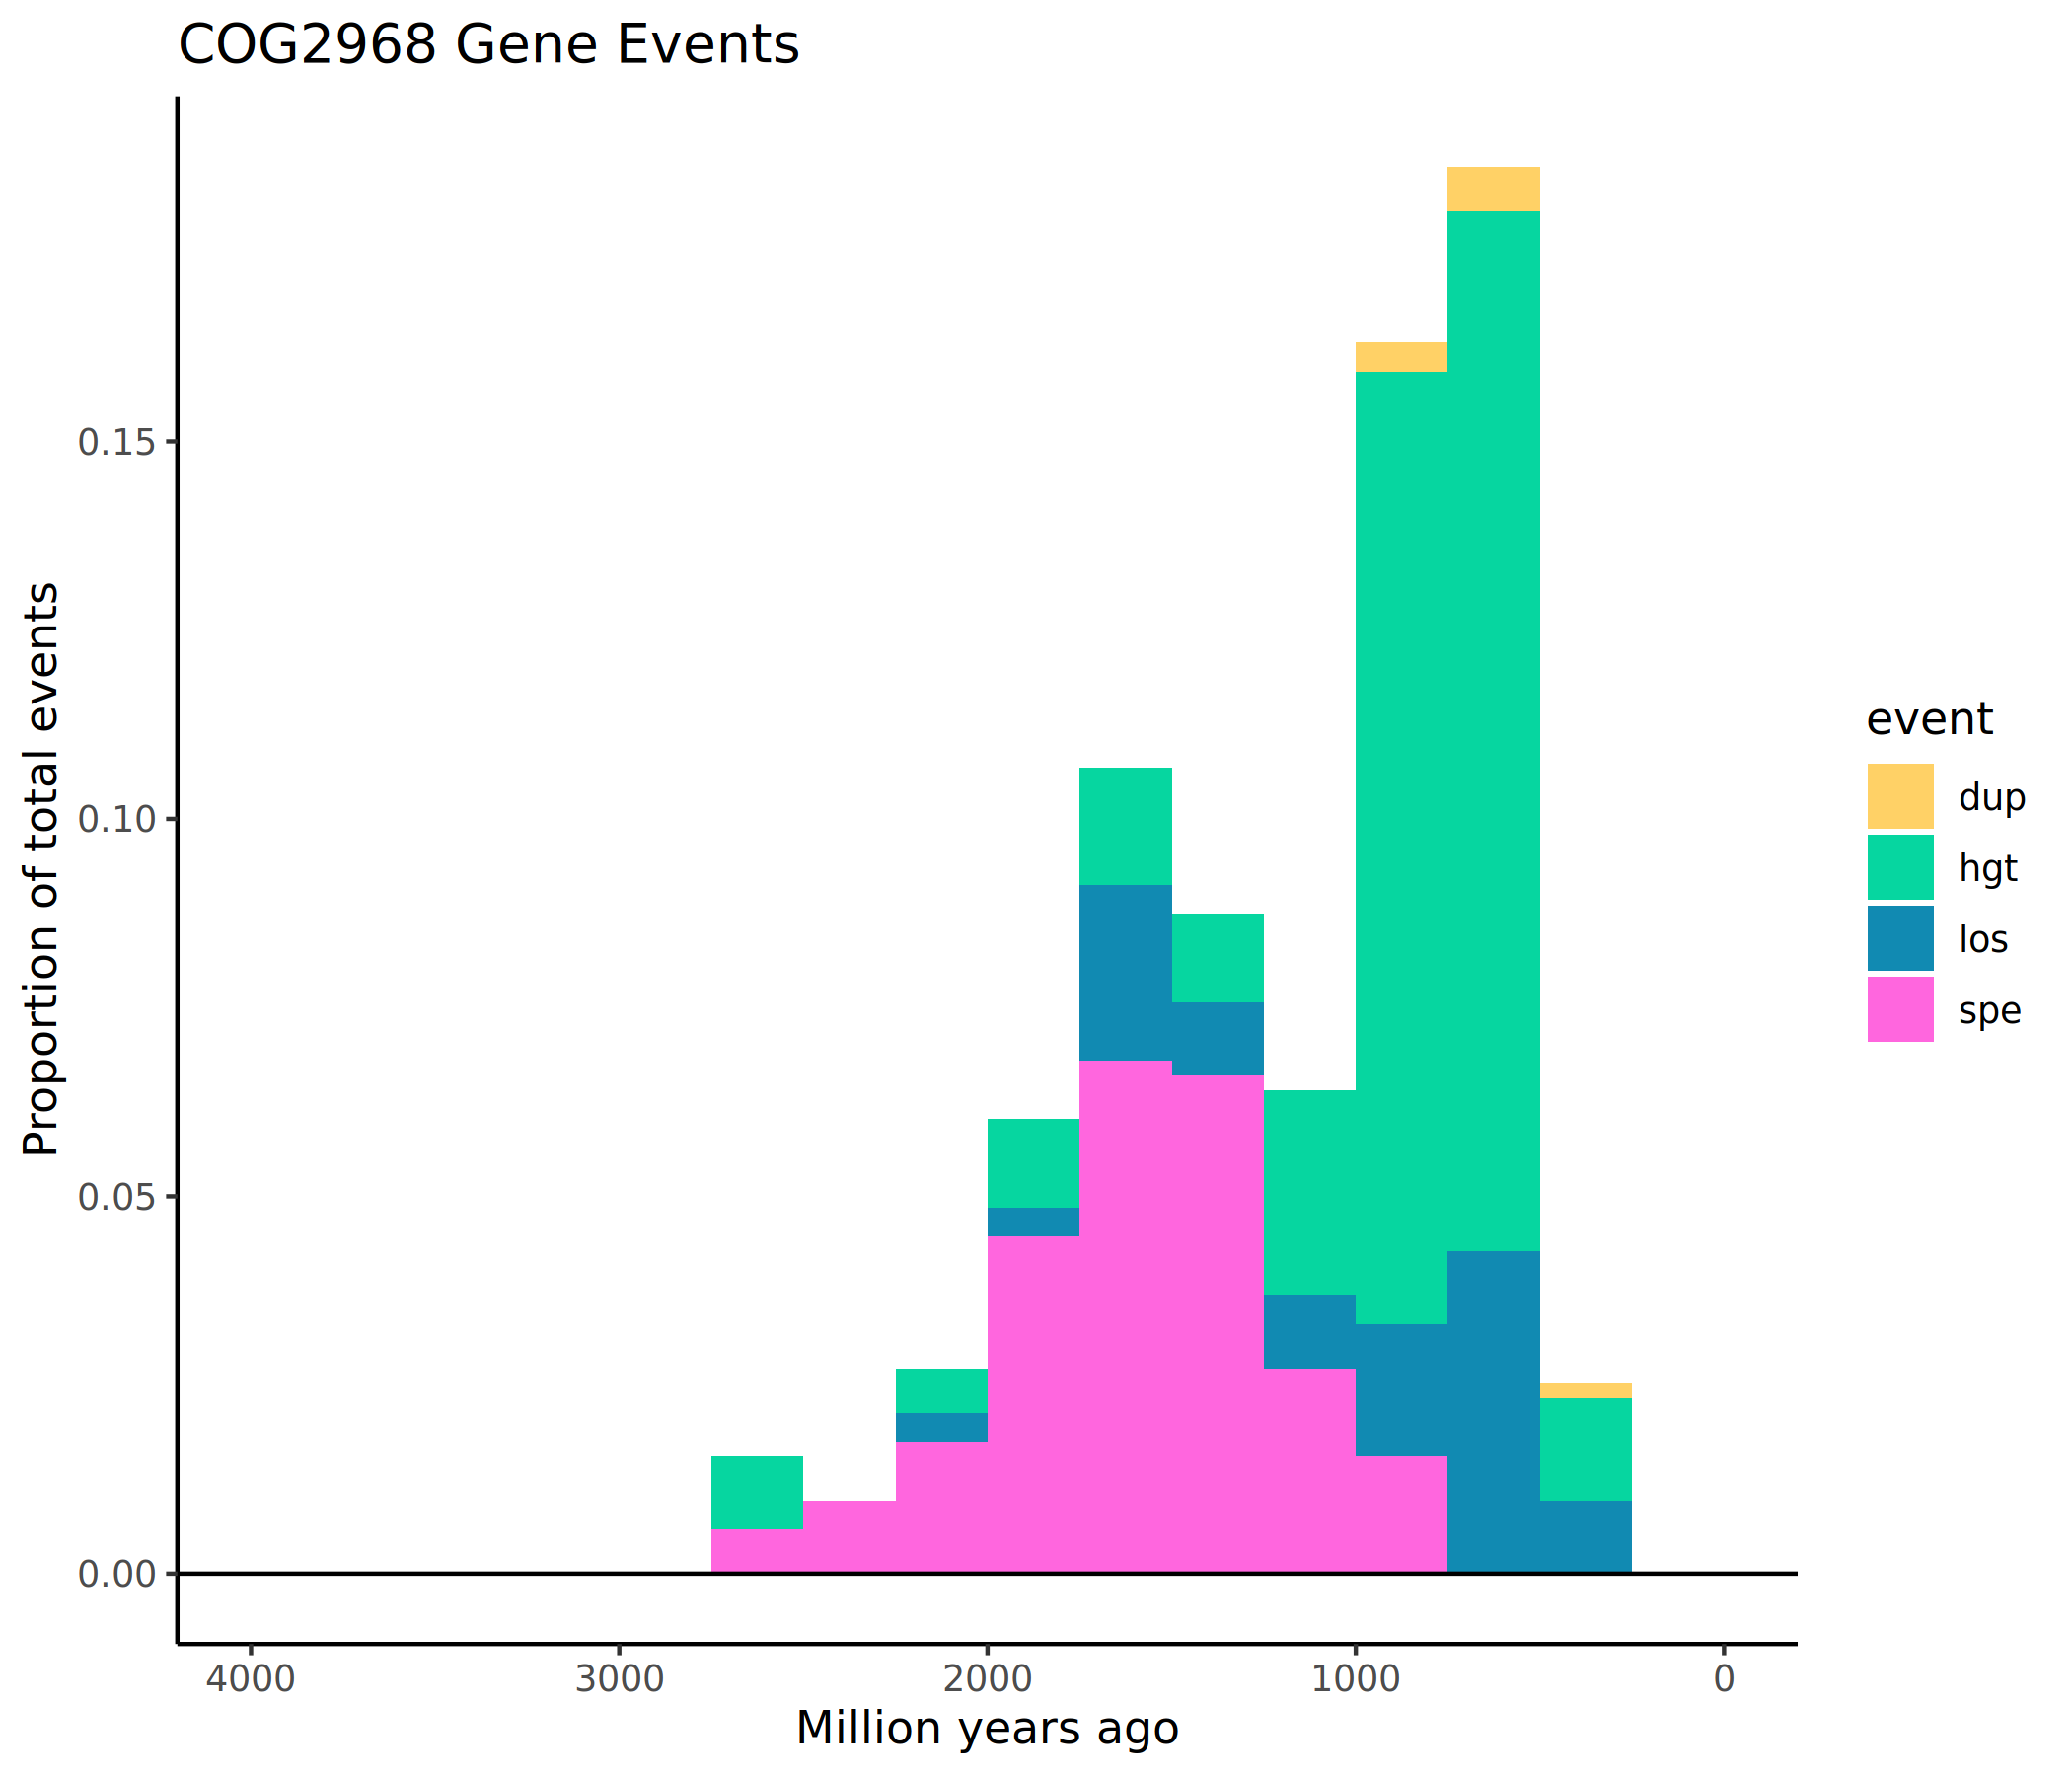 COG2968 Gene Events
Proportion of total events
0.15
0.10
0.05
0.00
4000 3000 2000 1000 0
Million years ago
event
dup
hgt
los
spe